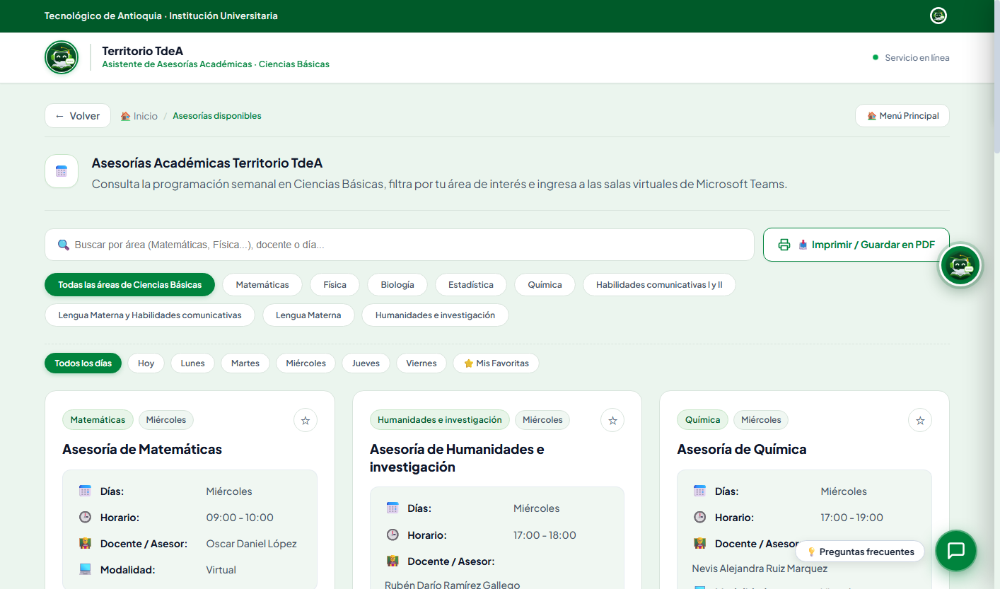 Tecnológico de Antioquia · Institución Universitaria
Territorio TdeA
Asistente de Asesorías Académicas · Ciencias Básicas
Servicio en línea
← Volver
Inicio / Asesorías disponibles
Menú Principal
Asesorías Académicas Territorio TdeA
Consulta la programación semanal en Ciencias Básicas, filtra por tu área de interés e ingresa a las salas virtuales de Microsoft Teams.
Buscar por área (Matemáticas, Física...), docente o día...
Imprimir / Guardar en PDF
Todas las áreas de Ciencias Básicas
Matemáticas
Física
Biología
Estadística
Química
Habilidades comunicativas I y II
Lengua Materna y Habilidades comunicativas
Lengua Materna
Humanidades e investigación
Todos los días
Hoy
Lunes
Martes
Miércoles
Jueves
Viernes
Mis Favoritas
Matemáticas
Miércoles
Asesoría de Matemáticas
Días: Miércoles
Horario: 09:00 - 10:00
Docente / Asesor: Oscar Daniel López
Modalidad: Virtual
Humanidades e investigación
Miércoles
Asesoría de Humanidades e
investigación
Días: Miércoles
Horario: 17:00 - 18:00
Docente / Asesor:
Rubén Darío Ramírez Gallego
Química
Miércoles
Asesoría de Química
Días: Miércoles
Horario: 17:00 - 19:00
Docente / Asesor
Nevis Alejandra Ruiz Marquez
Preguntas frecuentes